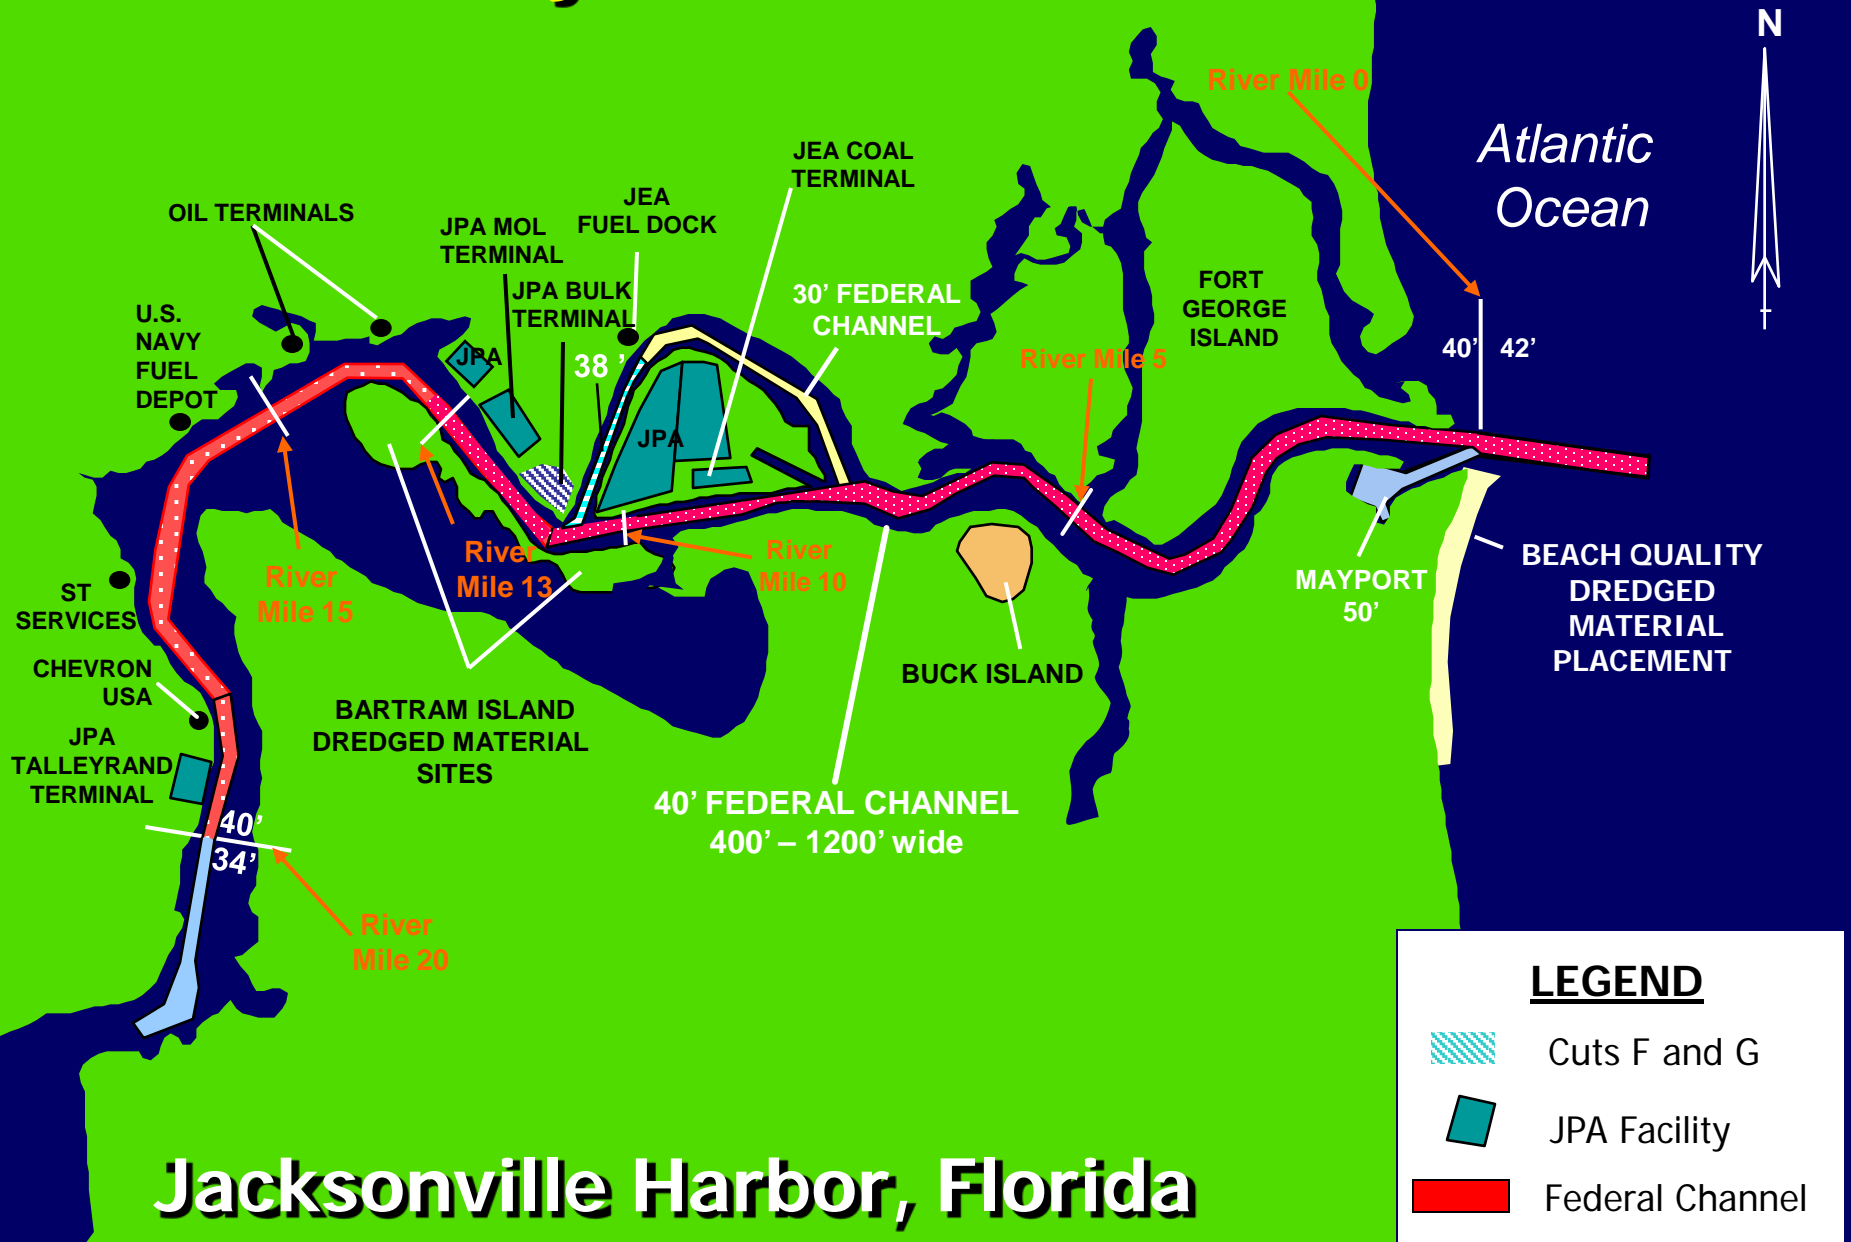 N
River Mile 0
Atlantic
Ocean
JEA COAL
TERMINAL
JEA
FUEL DOCK
OIL TERMINALS
JPA MOL
TERMINAL
JPA BULK
TERMINAL
30’ FEDERAL
CHANNEL
FORT
GEORGE
ISLAND
U.S.
NAVY
FUEL
DEPOT
40’ 42’
38 ’
JPA
River Mile 5
JPA
River
Mile 15
River
Mile 13
River
Mile 10
ST
SERVICES
MAYPORT
50’
BEACH QUALITY
DREDGED
MATERIAL
PLACEMENT
CHEVRON
USA
BUCK ISLAND
BARTRAM ISLAND
DREDGED MATERIAL
SITES
JPA
TALLEYRAND
TERMINAL
40’ FEDERAL CHANNEL
400’ – 1200’ wide
40’
34’
River
Mile 20
LEGEND
Cuts F and G
JPA Facility
Federal Channel
Jacksonville Harbor, Florida